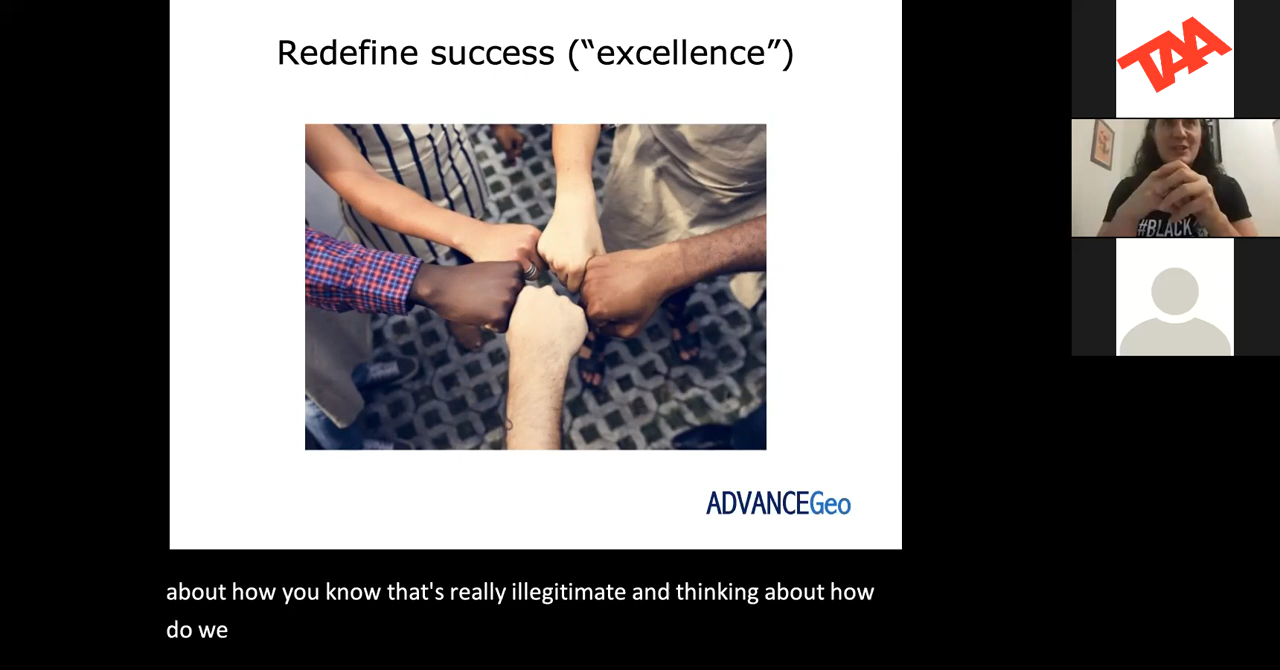 Redefine success (“excellence”)
TAA
#BLACK
ADVANCEGeo
about how you know that's really illegitimate and thinking about how
do we